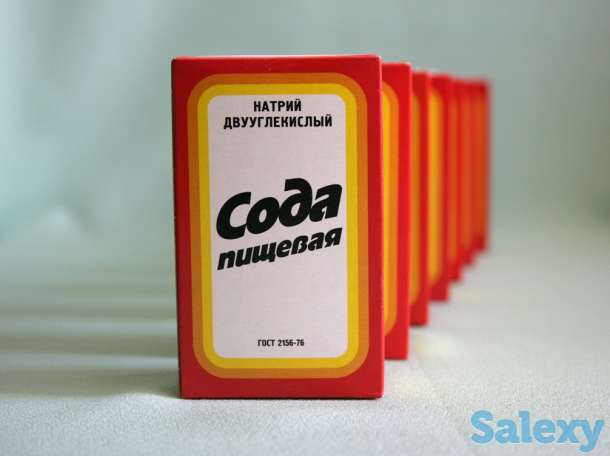 НАТРИЙ
ДВУУГЛЕКИСЛЫЙ
Сода
пищевая
ГОСТ 2156-76
Salexy